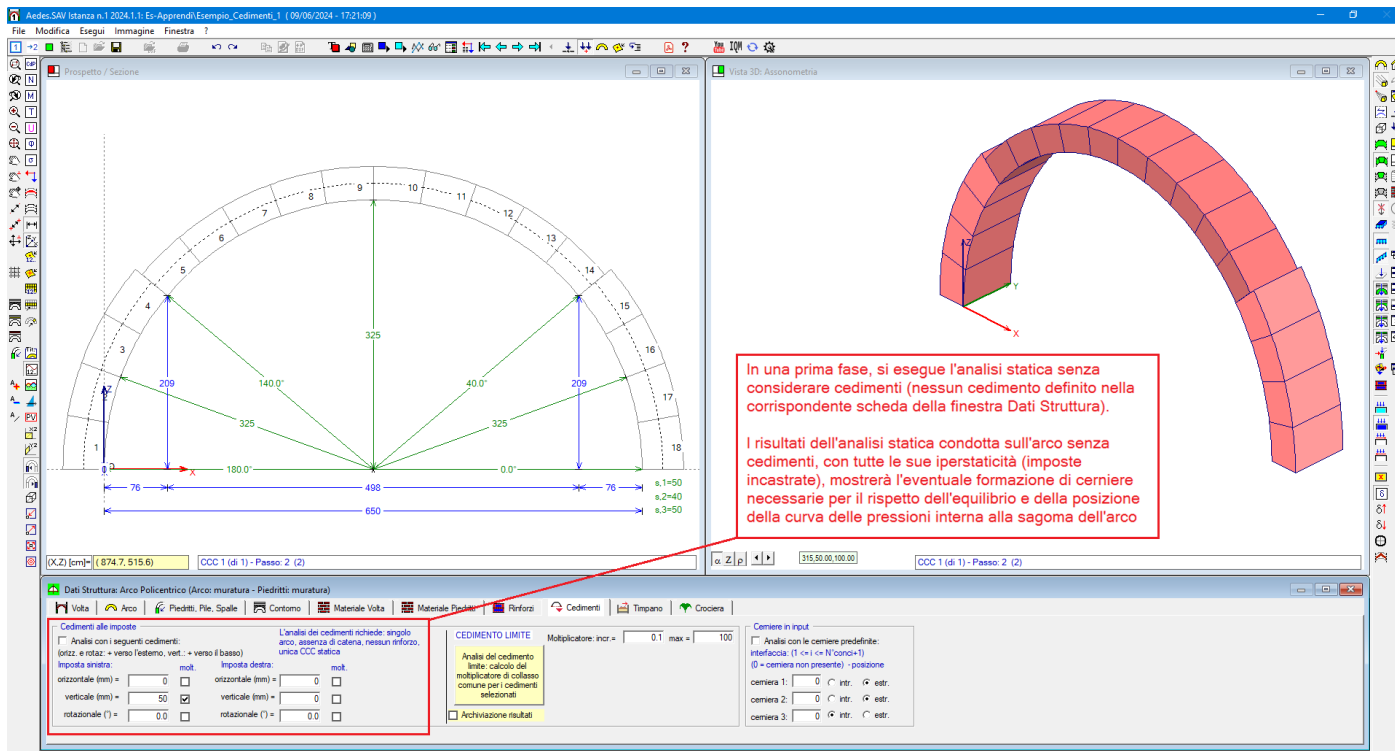 Aedes.SAV Istanza n.1 2024.1.1: Es-Apprendi\Esempio_Cedimenti_1 ( 09/06/2024 - 17:21:09 )
File Modifica Esegui Immagine Finestra ?
Prospetto / Sezione
Vista 3D: Assonometria
1
3
4
5
6
7
8
9
10
11
12
13
14
15
16
17
18
325
209
209
140.0°
40.0°
325
325
180.0°
0.0°
Z
X
0
76
498
76
650
s,1=50
s,2=40
s,3=50
Z
Y
X
In una prima fase, si esegue l'analisi statica senza
considerare cedimenti (nessun cedimento definito nella
corrispondente scheda della finestra Dati Struttura).
I risultati dell'analisi statica condotta sull'arco senza
cedimenti, con tutte le sue iperstaticità (imposte
incastrate), mostrerà l'eventuale formazione di cerniere
necessarie per il rispetto dell'equilibrio e della posizione
della curva delle pressioni interna alla sagoma dell'arco
(X,Z) [cm]= ( 874.7, 515.6)
CCC 1 (di 1) - Passo: 2 (2)
α Z ρ
315,50.00,100.00
CCC 1 (di 1) - Passo: 2 (2)
Dati Struttura: Arco Policentrico (Arco: muratura - Piedritti: muratura)
Volta Arco Piedritti, Pile, Spalle Contorno Materiale Volta Materiale Piedritti Rinforzi Cedimenti Timpano Crociera
Cedimenti alle imposte
Analisi con i seguenti cedimenti:
(orizz. e rotaz: + verso l'esterno, vert.: + verso il basso)
L'analisi dei cedimenti richiede: singolo
arco, assenza di catena, nessun rinforzo,
unica CCC statica
Imposta sinistra: molt. Imposta destra: molt.
orizzontale (mm) = 0 orizzontale (mm) = 0
verticale (mm) = 50 verticale (mm) = 0
rotazionale (°) = 0.0 rotazionale (°) = 0.0
CEDIMENTO LIMITE
Moltiplicatore: incr.= 0.1 max = 100
Analisi del cedimento
limite: calcolo del
moltiplicatore di collasso
comune per i cedimenti
selezionati
Archiviazione risultati
Cerniere in input
Analisi con le cerniere predefinite:
interfaccia: (1 <= i <= N°conci+1)
(0 = cerniera non presente) - posizione
cerniera 1: 0 intr. estr.
cerniera 2: 0 intr. estr.
cerniera 3: 0 intr. estr.